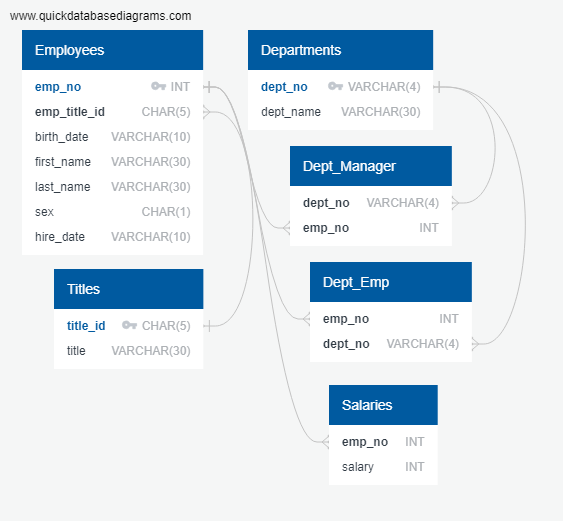 www.quickdatabasediagrams.com
Employees
emp_no INT
emp_title_id CHAR(5)
birth_date VARCHAR(10)
first_name VARCHAR(30)
last_name VARCHAR(30)
sex CHAR(1)
hire_date VARCHAR(10)
Departments
dept_no VARCHAR(4)
dept_name VARCHAR(30)
Dept_Manager
dept_no VARCHAR(4)
emp_no INT
Titles
title_id CHAR(5)
title VARCHAR(30)
Dept_Emp
emp_no INT
dept_no VARCHAR(4)
Salaries
emp_no INT
salary INT